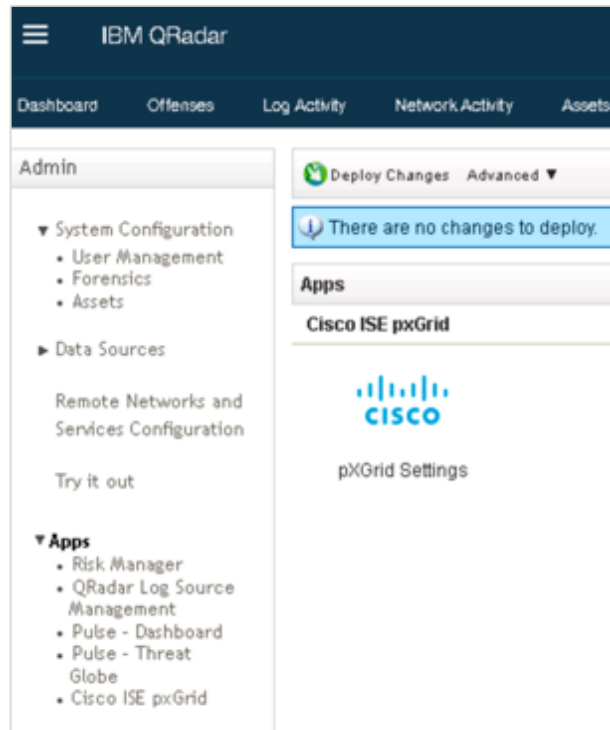 IBM QRadar
Dashboard Offenses Log Activity Network Activity Assets
Admin
System Configuration
• User Management
• Forensics
• Assets
Data Sources
Remote Networks and
Services Configuration
Try it out
Apps
• Risk Manager
• QRadar Log Source
Management
• Pulse - Dashboard
• Pulse - Threat
Globe
• Cisco ISE pxGrid
Deploy Changes Advanced ▼
There are no changes to deploy.
Apps
Cisco ISE pxGrid
CISCO
pXGrid Settings